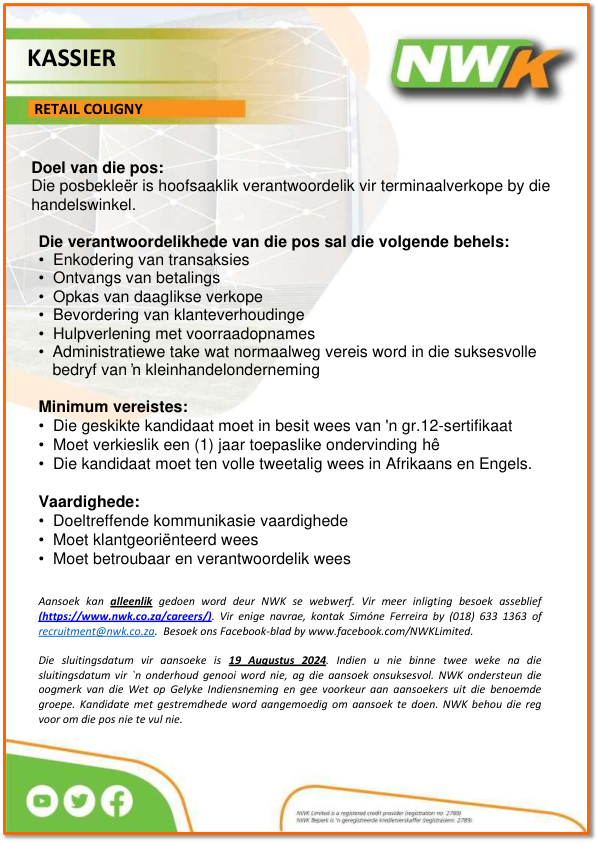 KASSIER
NWK
RETAIL COLIGNY
Doel van die pos:
Die posbekleër is hoofsaaklik verantwoordelik vir terminaalverkope by die
handelswinkel.
Die verantwoordelikhede van die pos sal die volgende behels:
• Enkodering van transaksies
• Ontvangs van betalings
• Opkas van daaglikse verkope
• Bevordering van klanteverhoudinge
• Hulpverlening met voorraadopnames
• Administratiewe take wat normaalweg vereis word in die suksesvolle
bedryf van 'n kleinhandelonderneming
Minimum vereistes:
• Die geskikte kandidaat moet in besit wees van 'n gr.12-sertifikaat
• Moet verkieslik een (1) jaar toepaslike ondervinding hê
• Die kandidaat moet ten volle tweetalig wees in Afrikaans en Engels.
Vaardighede:
• Doeltreffende kommunikasie vaardighede
• Moet klantgeoriënteerd wees
• Moet betroubaar en verantwoordelik wees
Aansoek kan alleenlik gedoen word deur NWK se webwerf. Vir meer inligting besoek asseblief
(https://www.nwk.co.za/careers/). Vir enige navrae, kontak Simóne Ferreira by (018) 633 1363 of
recruitment@nwk.co.za. Besoek ons Facebook-blad by www.facebook.com/NWKLimited.
Die sluitingsdatum vir aansoeke is 19 Augustus 2024. Indien u nie binne twee weke na die
sluitingsdatum vir `n onderhoud genooi word nie, ag die aansoek onsuksesvol. NWK ondersteun die
oogmerk van die Wet op Gelyke Indiensneming en gee voorkeur aan aansoekers uit die benoemde
groepe. Kandidate met gestremdhede word aangemoedig om aansoek te doen. NWK behou die reg
voor om die pos nie te vul nie.
NWK Limited is a registered credit provider (registration no. 2789)
NWK Beperk is 'n geregistreerde kredietverskaffer (registrasienr. 2789).